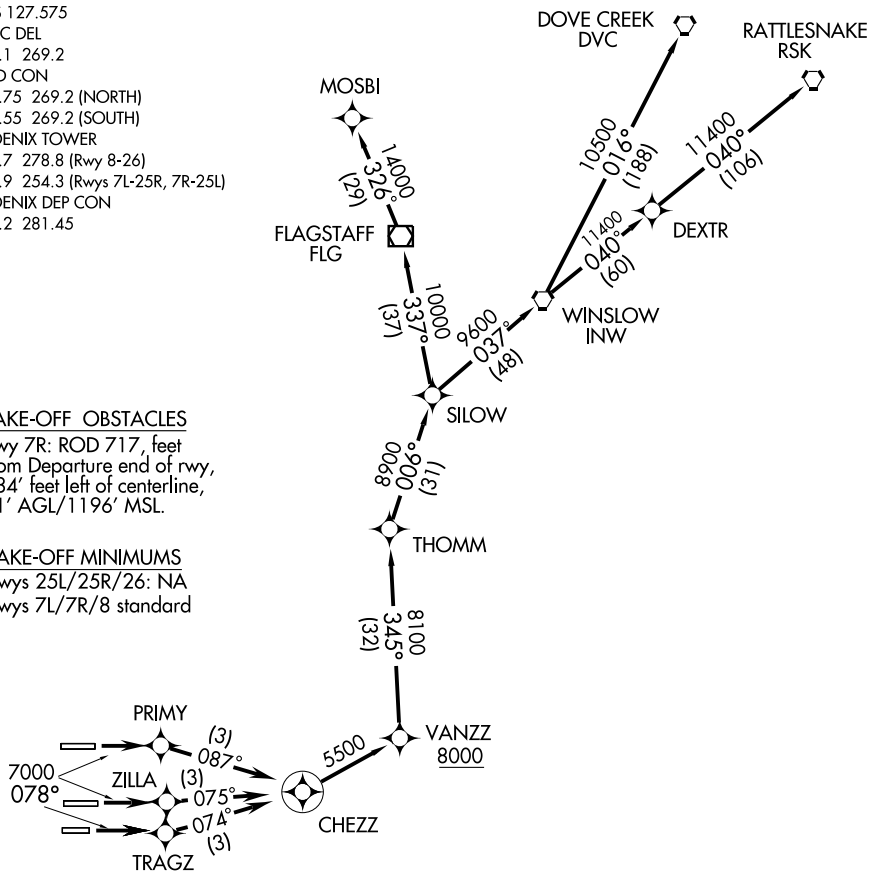 127.575
C DEL
.1 269.2
CON
.75 269.2 (NORTH)
.55 269.2 (SOUTH)
ENIX TOWER
.7 278.8 (Rwy 8-26)
.9 254.3 (Rwys 7L-25R, 7R-25L)
ENIX DEP CON
.2 281.45
DOVE CREEK
DVC
RATTLESNAKE
RSK
MOSBI
14000
326°
(29)
10500
016°
(188)
11400
040°
(106)
FLAGSTAFF
FLG
DEXTR
11400
040°
(60)
10000
337°
(37)
WINSLOW
INW
9600
037°
(48)
SILOW
AKE-OFF OBSTACLES
wy 7R: ROD 717, feet
om Departure end of rwy,
34' feet left of centerline,
1' AGL/1196' MSL.
8900
006°
(31)
THOMM
AKE-OFF MINIMUMS
wys 25L/25R/26: NA
wys 7L/7R/8 standard
8100
345°
(32)
PRIMY
(3)
087°
VANZZ
8000
5500
7000
078°
ZILLA
(3)
075°
074°
(3)
CHEZZ
TRAGZ